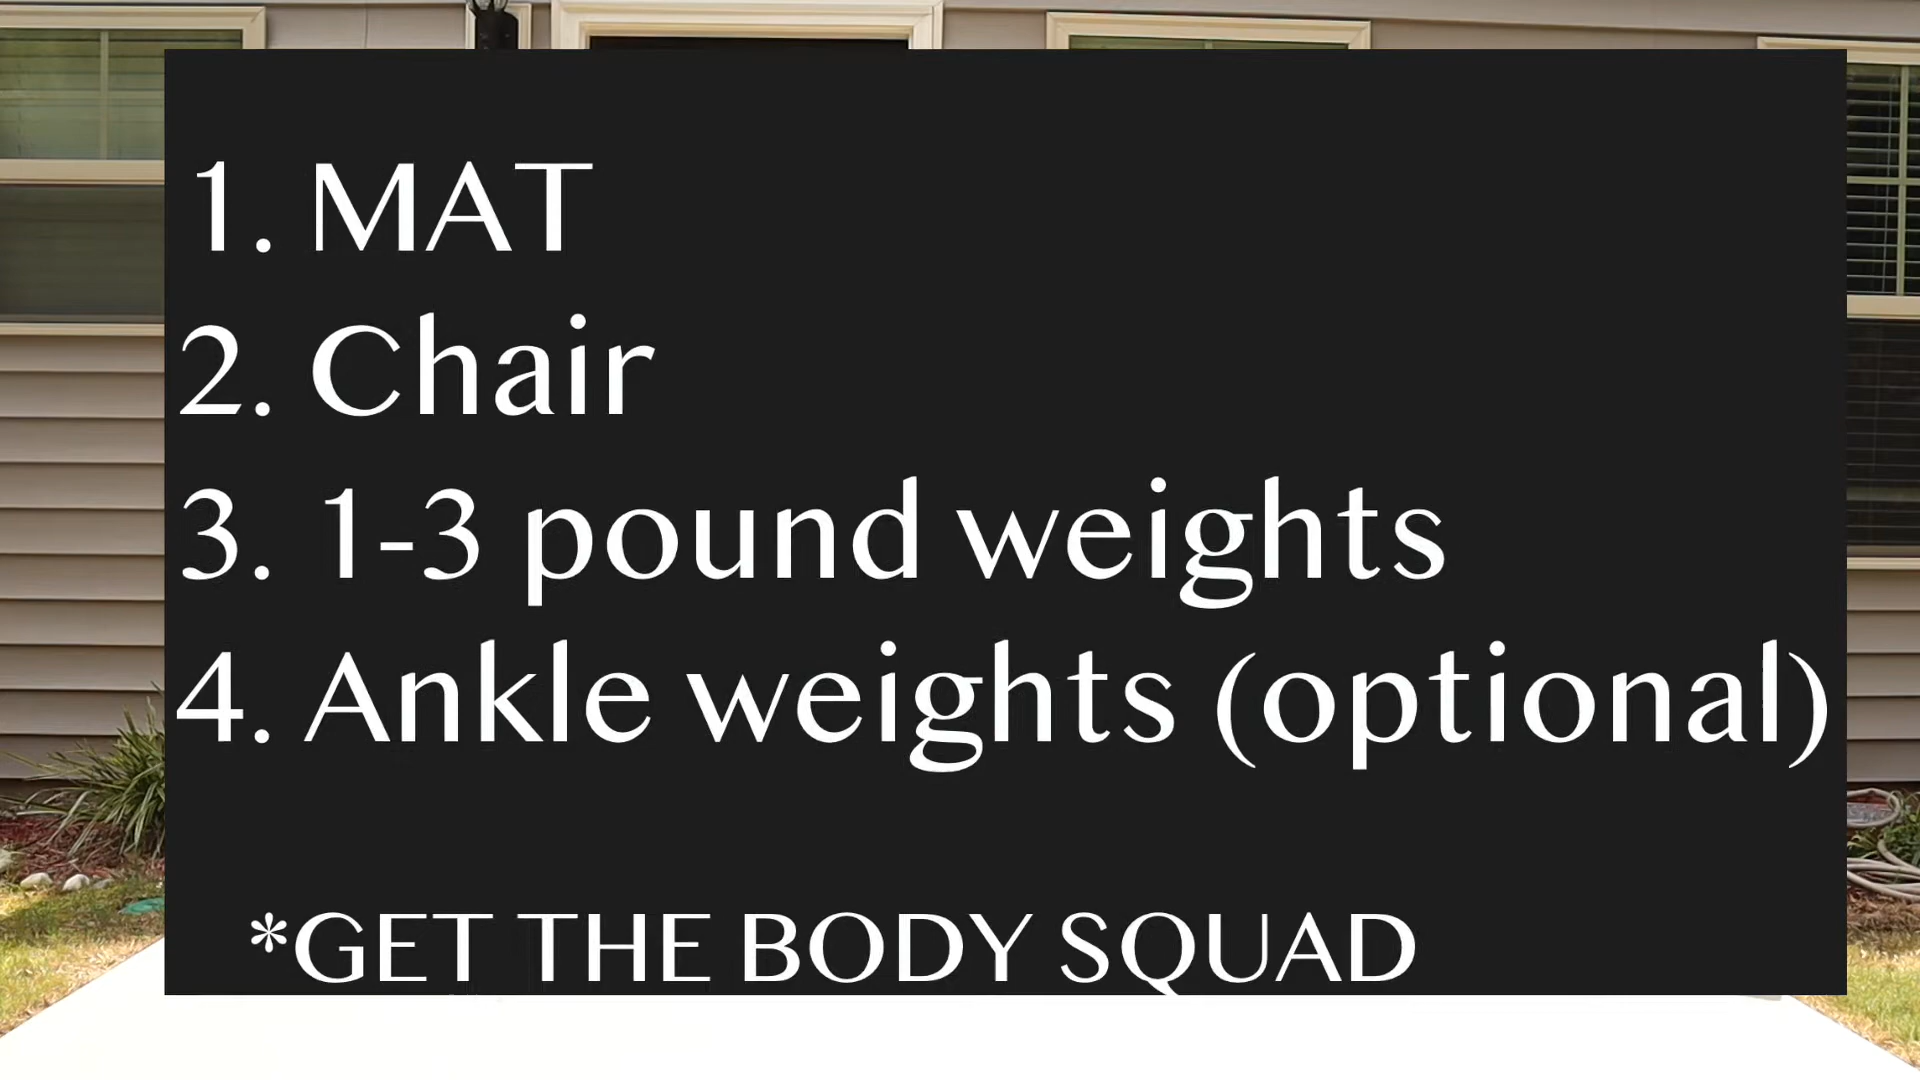 1. MAT
2. Chair
3. 1-3 pound weights
4. Ankle weights (optional)
*GET THE BODY SQUAD